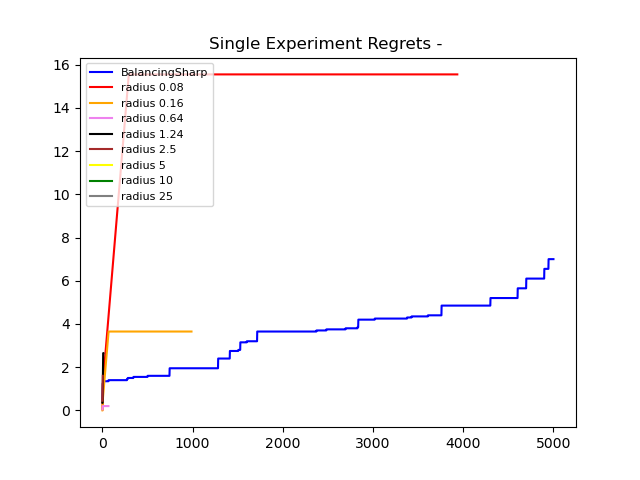 Single Experiment Regrets -
16
14
12
10
8
6
4
2
0
BalancingSharp
radius 0.08
radius 0.16
radius 0.64
radius 1.24
radius 2.5
radius 5
radius 10
radius 25
0 1000 2000 3000 4000 5000